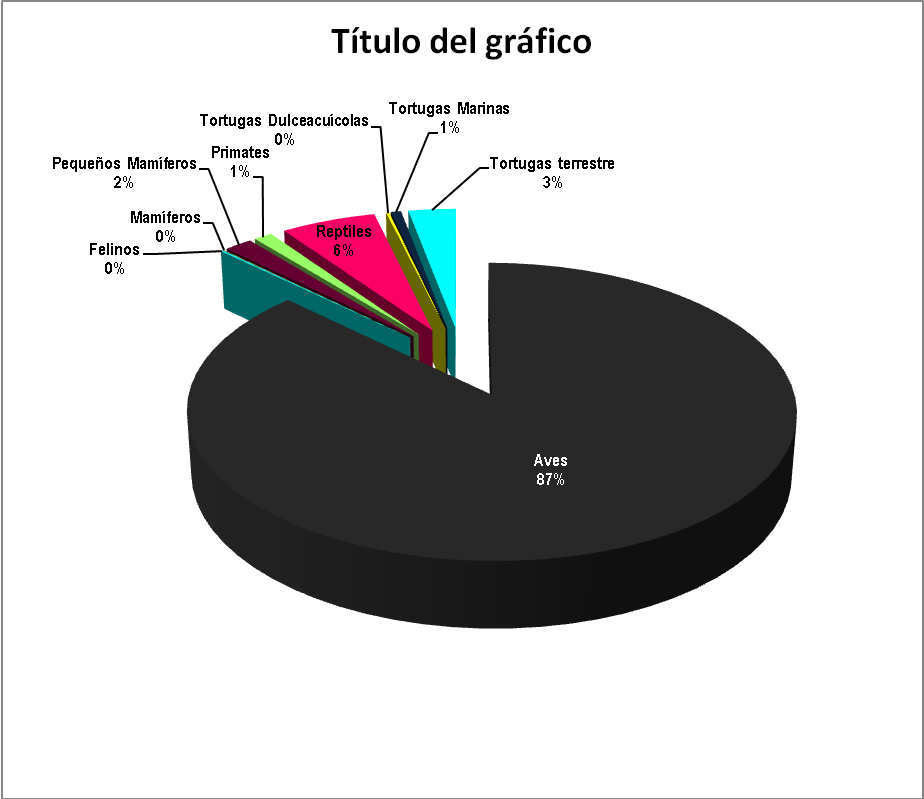 Título del gráfico
Tortugas Marinas
1%
Tortugas Dulceacuícolas
0%
Primates
1%
Pequeños Mamíferos
2%
Tortugas terrestre
3%
Mamíferos
0%
Felinos
0%
Reptiles
6%
Aves
87%